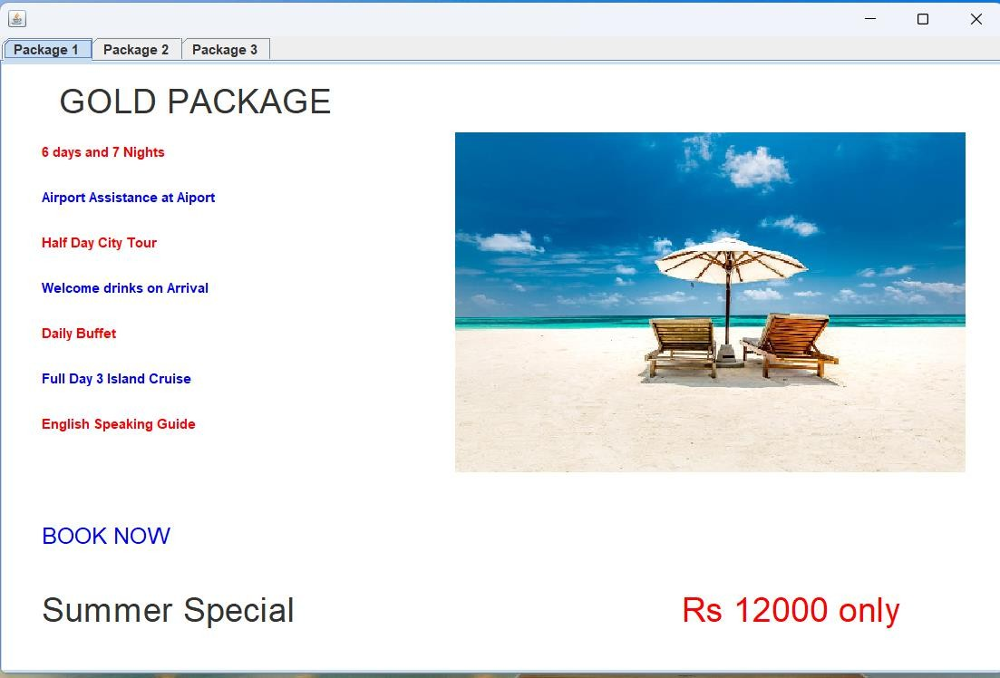 Package 1 Package 2 Package 3
GOLD PACKAGE
6 days and 7 Nights
Airport Assistance at Aiport
Half Day City Tour
Welcome drinks on Arrival
Daily Buffet
Full Day 3 Island Cruise
English Speaking Guide
BOOK NOW
Summer Special
Rs 12000 only